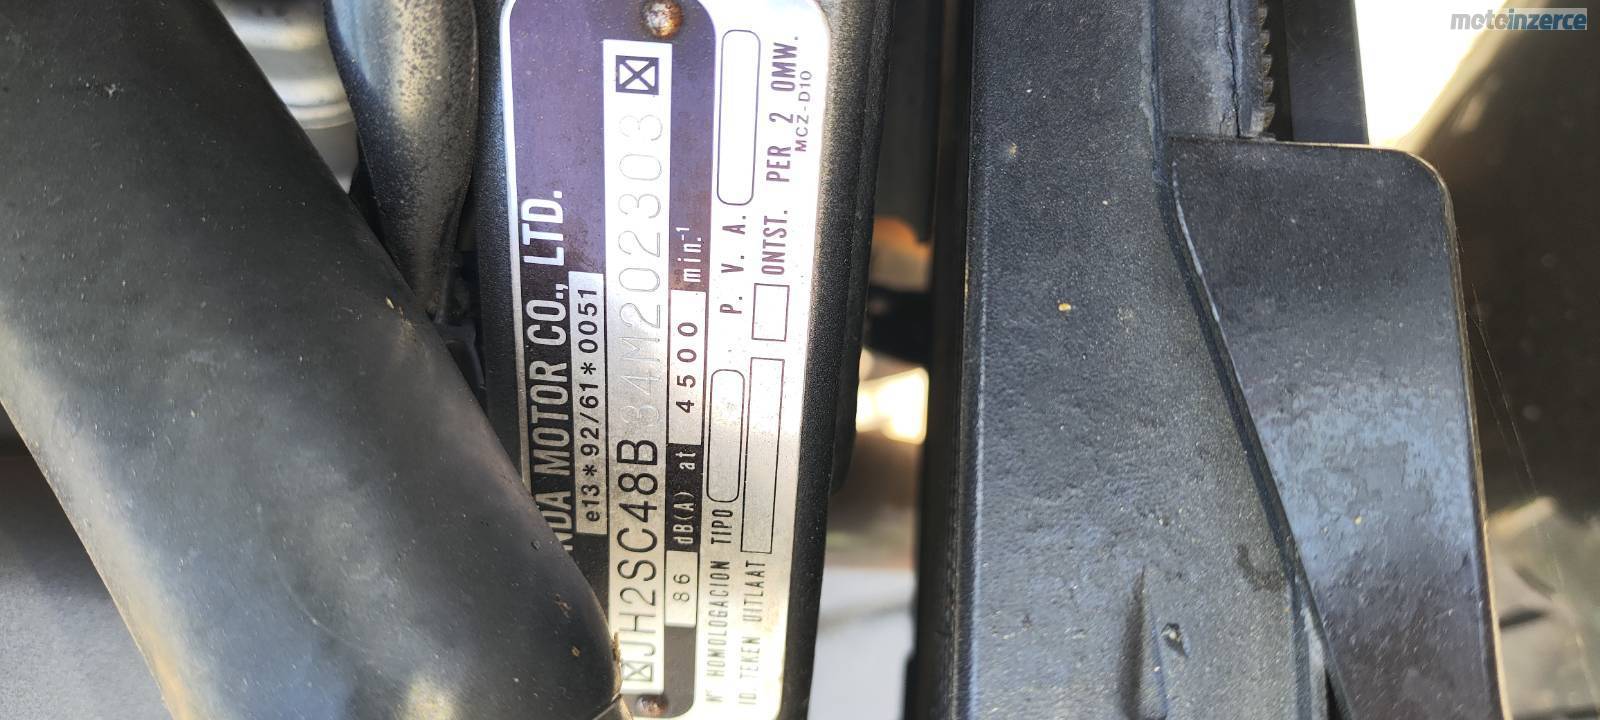 NDA MOTOR CO., LTD.
e13*92/61*0051
JH2SC48B34M202303
86 dB(A) at 4500 min.-1
Nº HOMOLOGACION TIPO P. V. A.
ID. TEKEN UITLAAT ONTST. PER 2 OMW.
MCZ-D10
motoinzerce